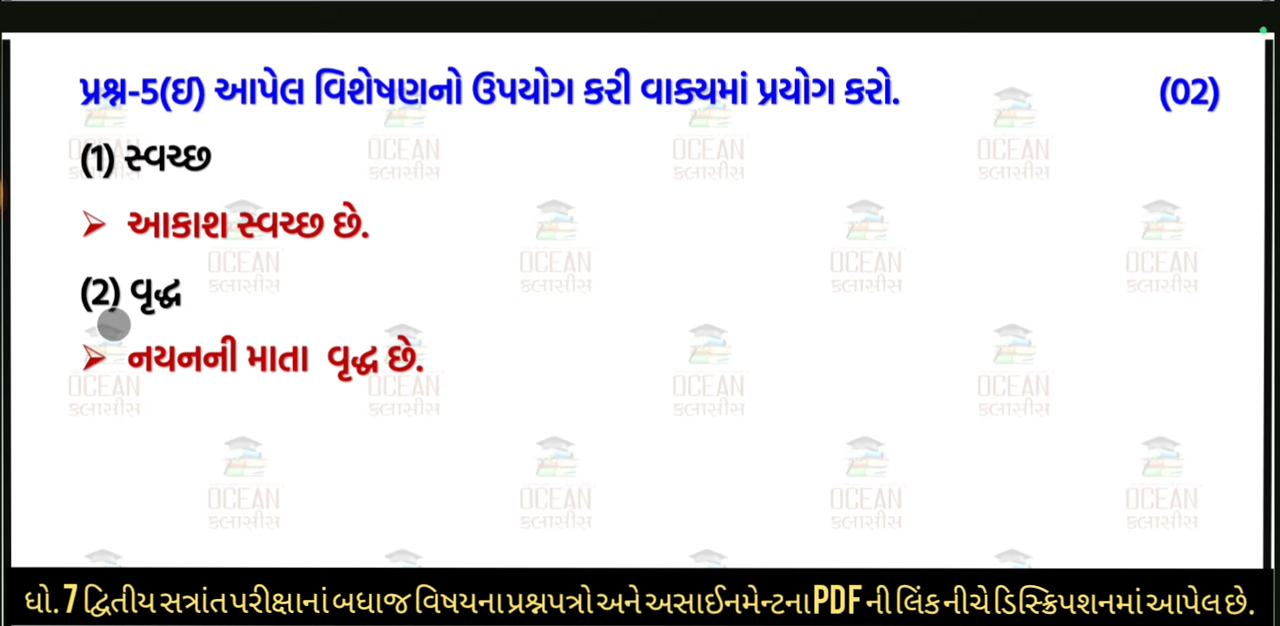 પ્રશ્ન-5(ઇ) આપેલ વિશેષણનો ઉપયોગ કરી વાક્યમાં પ્રયોગ કરો. (02)
(1) સ્વચ્છ
➢ આકાશ સ્વચ્છ છે.
(2) વૃદ્ધ
➢ નયનની માતા વૃદ્ધ છે.
OCEAN
ક્લાસીસ
ધો. 7 દ્વિતીય સત્રાંત પરીક્ષાનાં બધાજ વિષયના પ્રશ્નપત્રો અને અસાઈનમેન્ટના PDF ની લિંક નીચે ડિસ્ક્રિપશનમાં આપેલ છે.